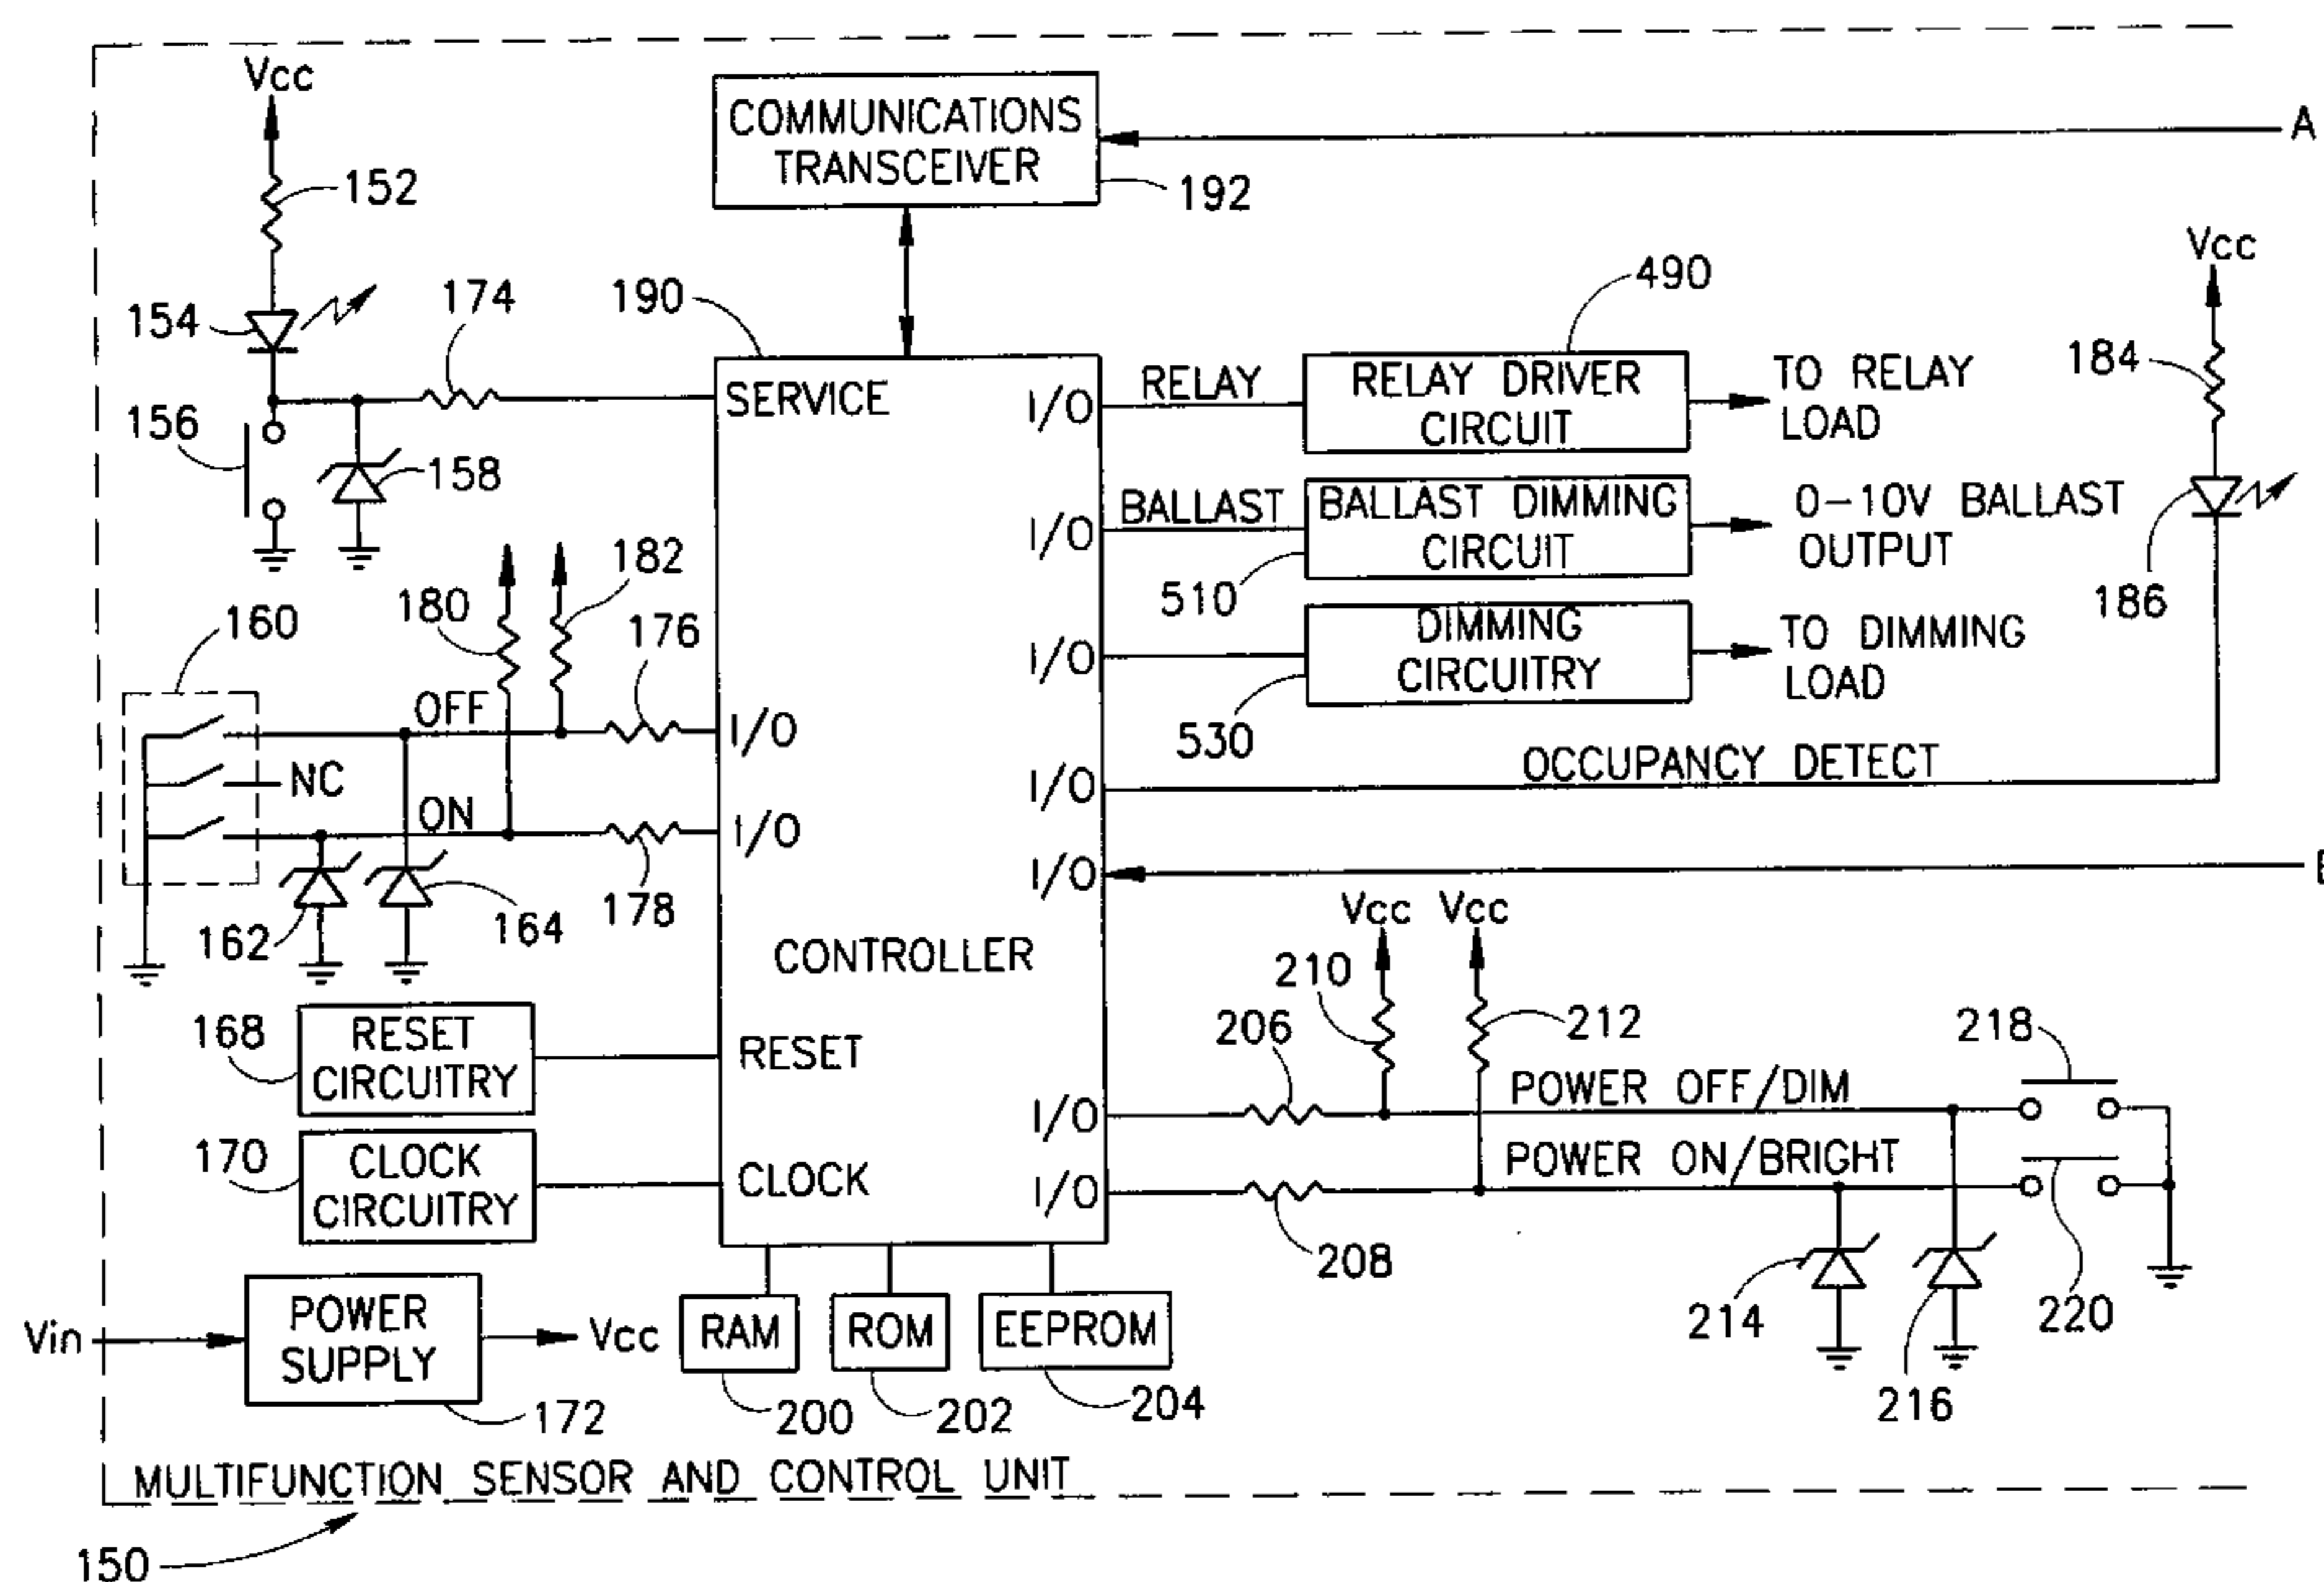 Vcc
COMMUNICATIONS
TRANSCEIVER
A
152
192
Vcc
154
174
190
490
184
SERVICE
I/O
RELAY
RELAY DRIVER
CIRCUIT
TO RELAY
LOAD
156
158
I/O
BALLAST
BALLAST DIMMING
CIRCUIT
0-10V BALLAST
OUTPUT
186
180
182
510
160
176
I/O
DIMMING
CIRCUITRY
TO DIMMING
LOAD
OFF
I/O
530
NC
I/O
OCCUPANCY DETECT
ON
I/O
I/O
162
164
178
CONTROLLER
Vcc
Vcc
210
212
206
218
168
RESET
CIRCUITRY
RESET
I/O
POWER OFF/DIM
170
CLOCK
CIRCUITRY
CLOCK
I/O
POWER ON/BRIGHT
208
214
216
220
Vin
POWER
SUPPLY
Vcc
RAM
ROM
EEPROM
172
200
202
204
MULTIFUNCTION SENSOR AND CONTROL UNIT
150